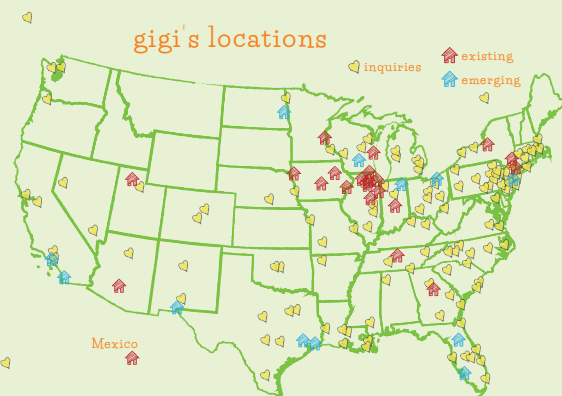 gigi's locations
existing
inquiries
emerging
Mexico